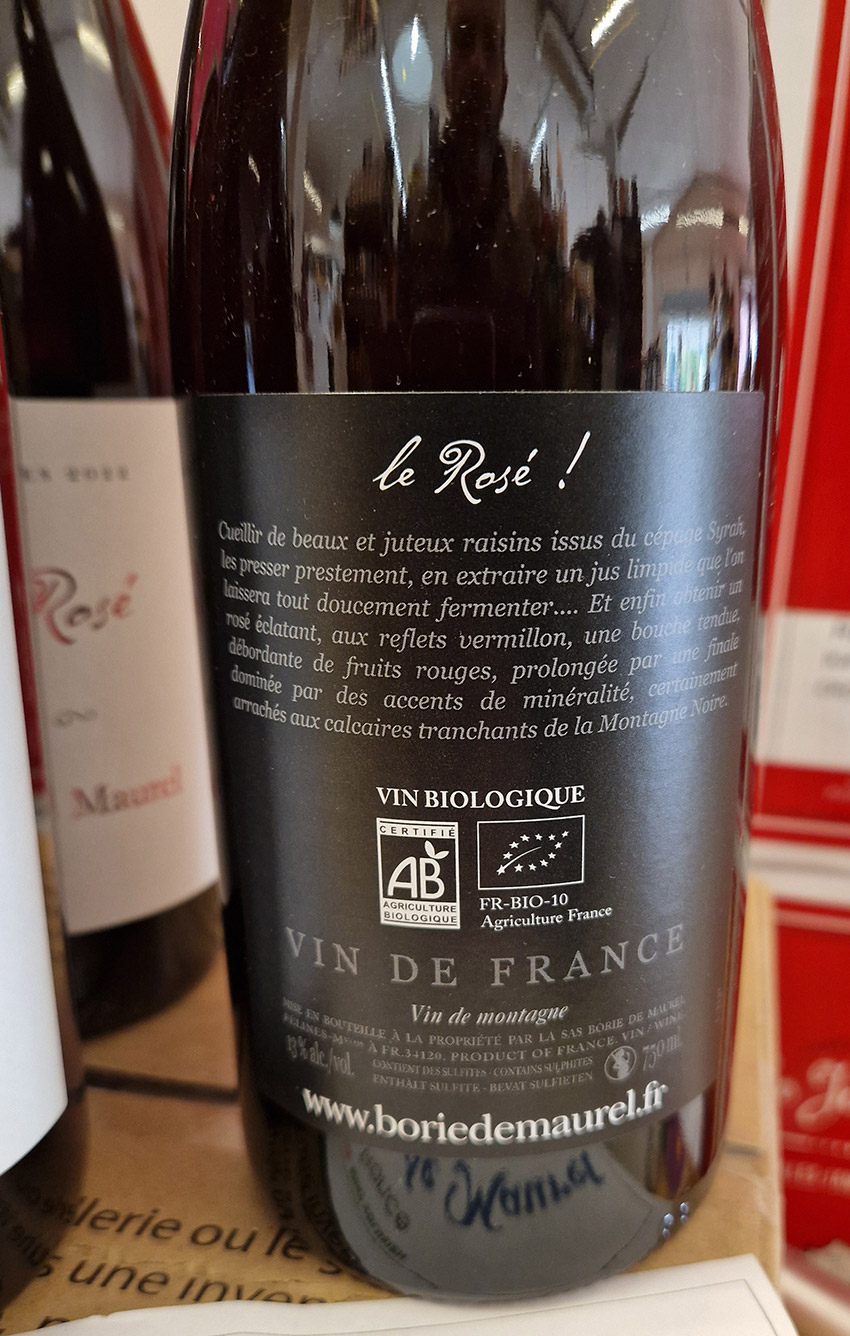 le Rosé !
Cueillir de beaux et juteux raisins issus du cépage Syrah,
les presser prestement, en extraire un jus limpide que l'on
laissera tout doucement fermenter.... Et enfin obtenir un
rosé éclatant, aux reflets vermillon, une bouche tendue,
débordante de fruits rouges, prolongée par une finale
dominée par des accents de minéralité, certainement
arrachés aux calcaires tranchants de la Montagne Noire.
VIN BIOLOGIQUE
CERTIFIÉ
AB
AGRICULTURE
BIOLOGIQUE
FR-BIO-10
Agriculture France
VIN DE FRANCE
Vin de montagne
MISE EN BOUTEILLE À LA PROPRIÉTÉ PAR LA SAS BORIE DE MAUREL
À FR.34120. PRODUCT OF FRANCE. VIN / WINE
13% alc./vol.
CONTIENT DES SULFITES - CONTAINS SULPHITES
ENTHÄLT SULFITE - BEVAT SULFIETEN
750 ml
www.boriedemaurel.fr
2022
Rosé
Maurel
ou le
une